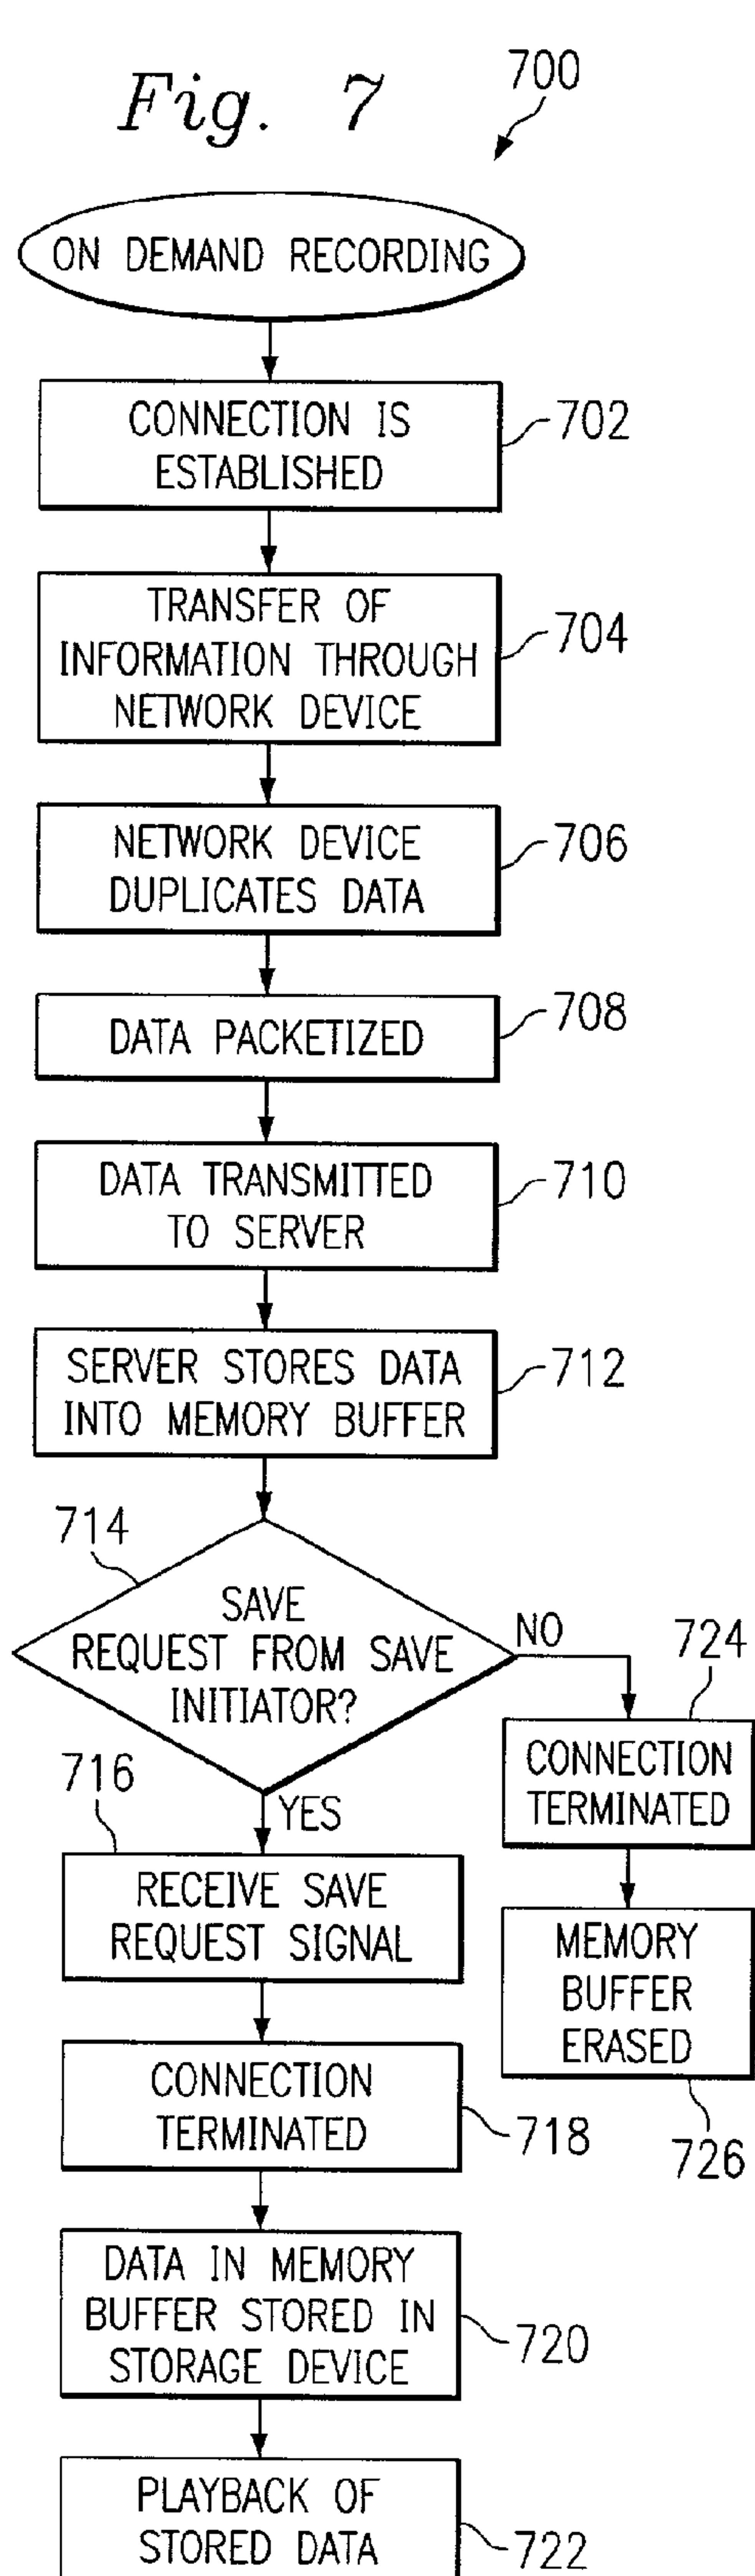 Fig. 7
700
ON DEMAND RECORDING
CONNECTION IS
ESTABLISHED
702
TRANSFER OF
INFORMATION THROUGH
NETWORK DEVICE
704
NETWORK DEVICE
DUPLICATES DATA
706
DATA PACKETIZED
708
DATA TRANSMITTED
TO SERVER
710
SERVER STORES DATA
INTO MEMORY BUFFER
712
714
SAVE
REQUEST FROM SAVE
INITIATOR?
NO
724
CONNECTION
TERMINATED
716
YES
RECEIVE SAVE
REQUEST SIGNAL
MEMORY
BUFFER
ERASED
726
CONNECTION
TERMINATED
718
DATA IN MEMORY
BUFFER STORED IN
STORAGE DEVICE
720
PLAYBACK OF
STORED DATA
722